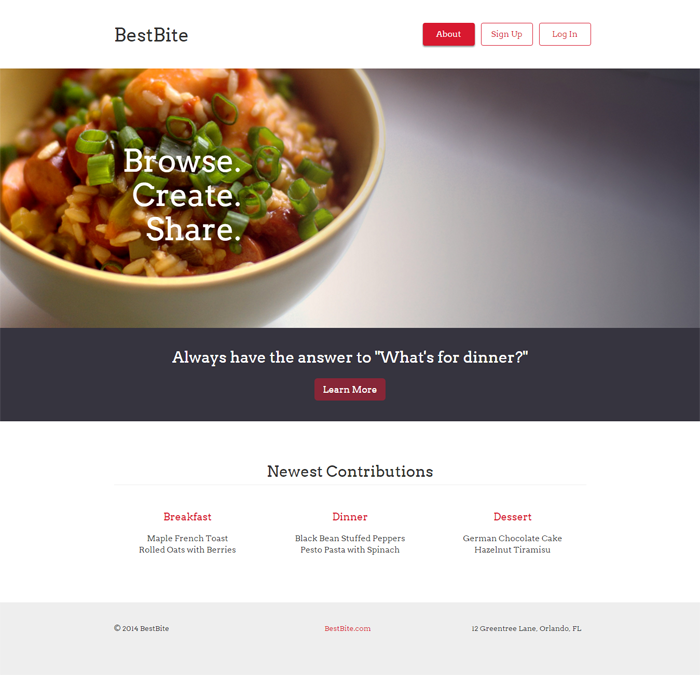 BestBite
About
Sign Up
Log In
Browse.
Create.
Share.
Always have the answer to "What's for dinner?"
Learn More
Newest Contributions
Breakfast
Maple French Toast
Rolled Oats with Berries
Dinner
Black Bean Stuffed Peppers
Pesto Pasta with Spinach
Dessert
German Chocolate Cake
Hazelnut Tiramisu
© 2014 BestBite
BestBite.com
12 Greentree Lane, Orlando, FL